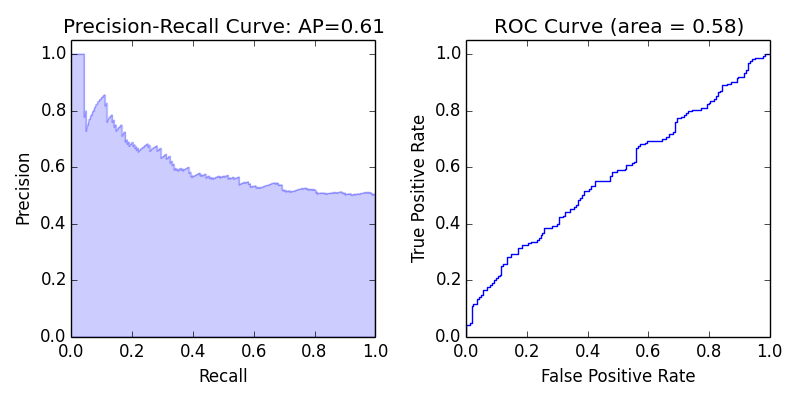 Precision-Recall Curve: AP=0.61
1.0
0.8
0.6
0.4
0.2
0.0
Precision
0.0 0.2 0.4 0.6 0.8 1.0
Recall
ROC Curve (area = 0.58)
1.0
0.8
0.6
0.4
0.2
0.0
True Positive Rate
0.0 0.2 0.4 0.6 0.8 1.0
False Positive Rate